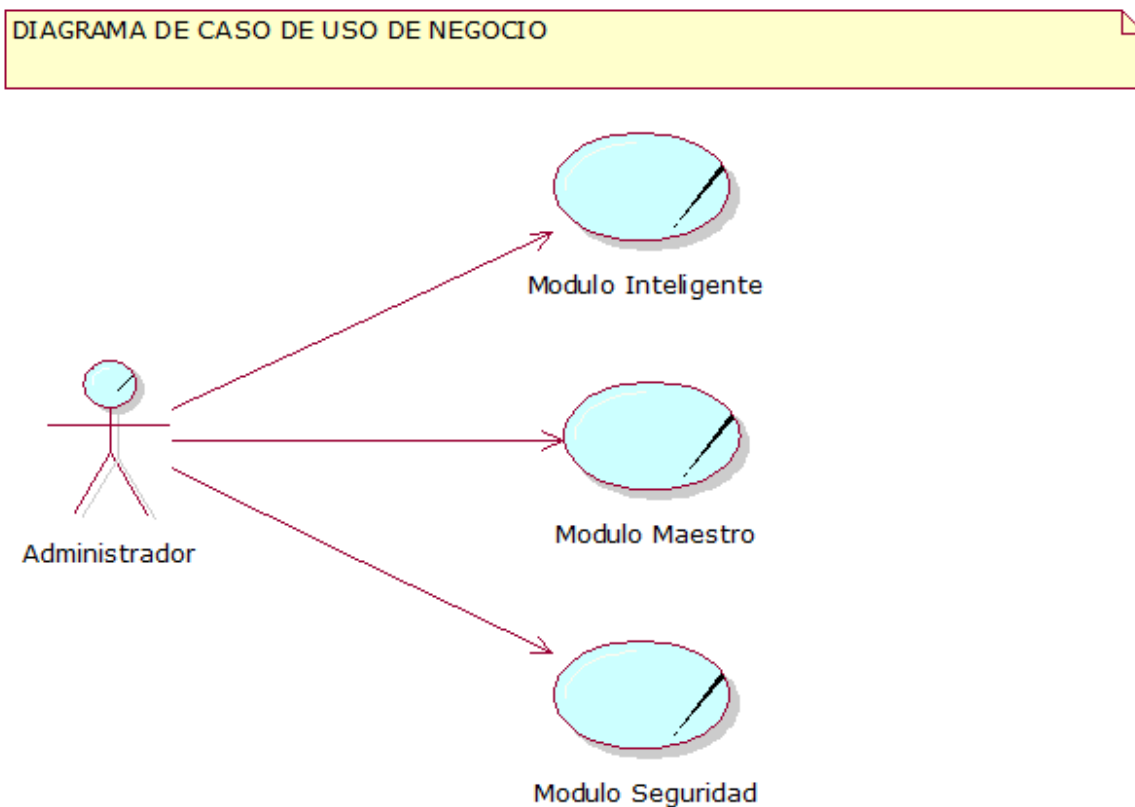 DIAGRAMA DE CASO DE USO DE NEGOCIO
Modulo Inteligente
Administrador
Modulo Maestro
Modulo Seguridad